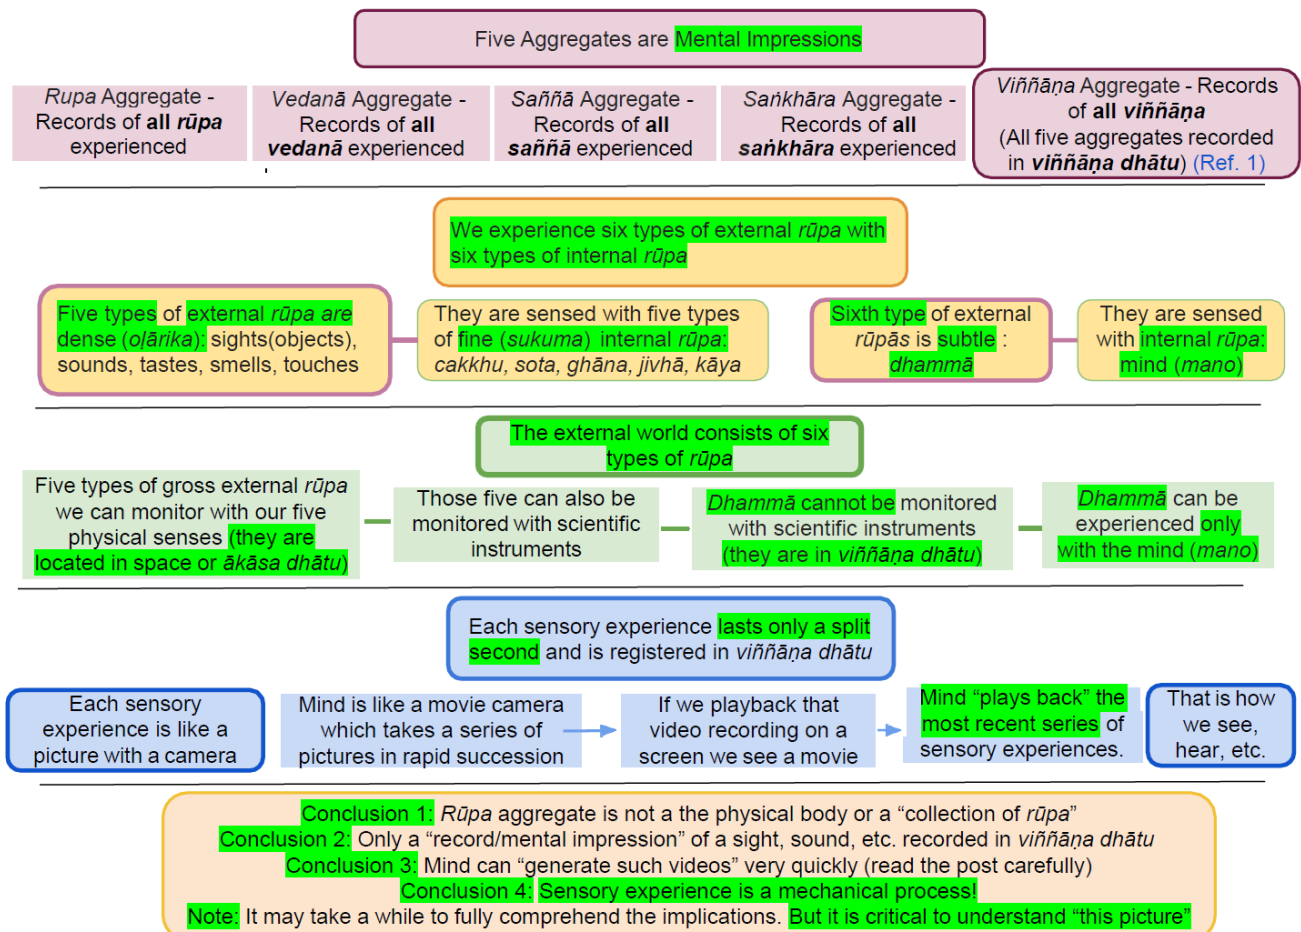 Five Aggregates are Mental Impressions
Rupa Aggregate -
Records of all rūpa
experienced
Vedanā Aggregate -
Records of all
vedanā experienced
Saññā Aggregate -
Records of all
saññā experienced
Saṅkhāra Aggregate -
Records of all
saṅkhāra experienced
Viññāṇa Aggregate - Records
of all viññāṇa
(All five aggregates recorded
in viññāṇa dhātu) (Ref. 1)
We experience six types of external rūpa with
six types of internal rūpa
Five types of external rūpa are
dense (oḷārika): sights(objects),
sounds, tastes, smells, touches
They are sensed with five types
of fine (sukuma) internal rūpa:
cakkhu, sota, ghāna, jivhā, kāya
Sixth type of external
rūpās is subtle :
dhammā
They are sensed
with internal rūpa:
mind (mano)
The external world consists of six
types of rūpa
Five types of gross external rūpa
we can monitor with our five
physical senses (they are
located in space or ākāsa dhātu)
Those five can also be
monitored with scientific
instruments
Dhammā cannot be monitored
with scientific instruments
(they are in viññāṇa dhātu)
Dhammā can be
experienced only
with the mind (mano)
Each sensory experience lasts only a split
second and is registered in viññāṇa dhātu
Each sensory
experience is like a
picture with a camera
Mind is like a movie camera
which takes a series of
pictures in rapid succession
If we playback that
video recording on a
screen we see a movie
Mind “plays back” the
most recent series of
sensory experiences.
That is how
we see,
hear, etc.
Conclusion 1: Rūpa aggregate is not a the physical body or a “collection of rūpa”
Conclusion 2: Only a “record/mental impression” of a sight, sound, etc. recorded in viññāṇa dhātu
Conclusion 3: Mind can “generate such videos” very quickly (read the post carefully)
Conclusion 4: Sensory experience is a mechanical process!
Note: It may take a while to fully comprehend the implications. But it is critical to understand “this picture”